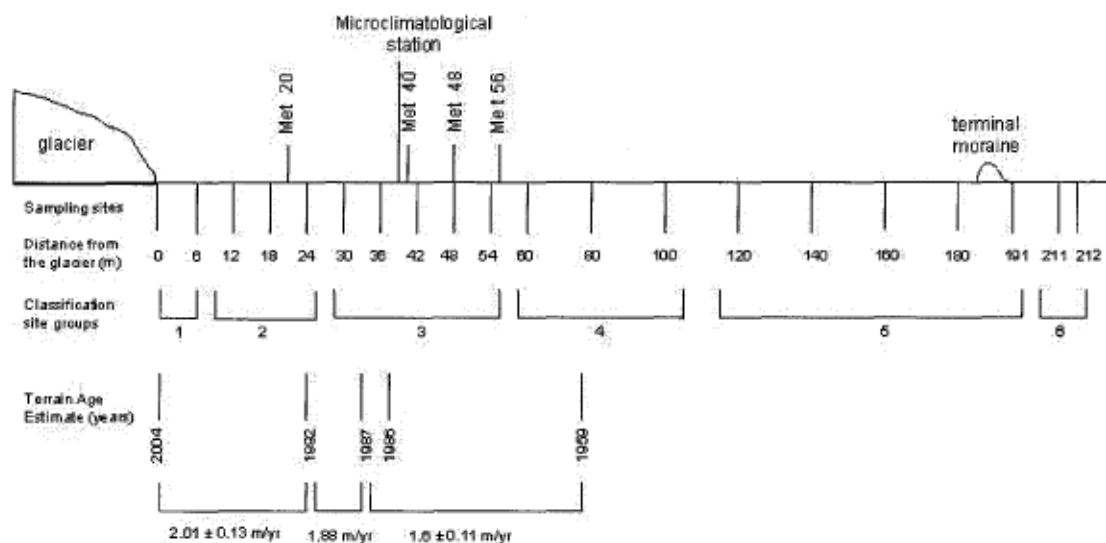 Microclimatological
station
Met 20
Met 40
Met 48
Met 56
glacier
terminal
moraine
Sampling sites
Distance from
the glacier (m)
0 6 12 18 24 30 36 42 48 54 60 80 100 120 140 160 180 191 211 212
Classification
site groups
1 2 3 4 5 6
Terrain Age
Estimate (years)
2004 1992 1987 1986 1959
2.01 ± 0.13 m/yr 1.88 m/yr 1.6 ± 0.11 m/yr